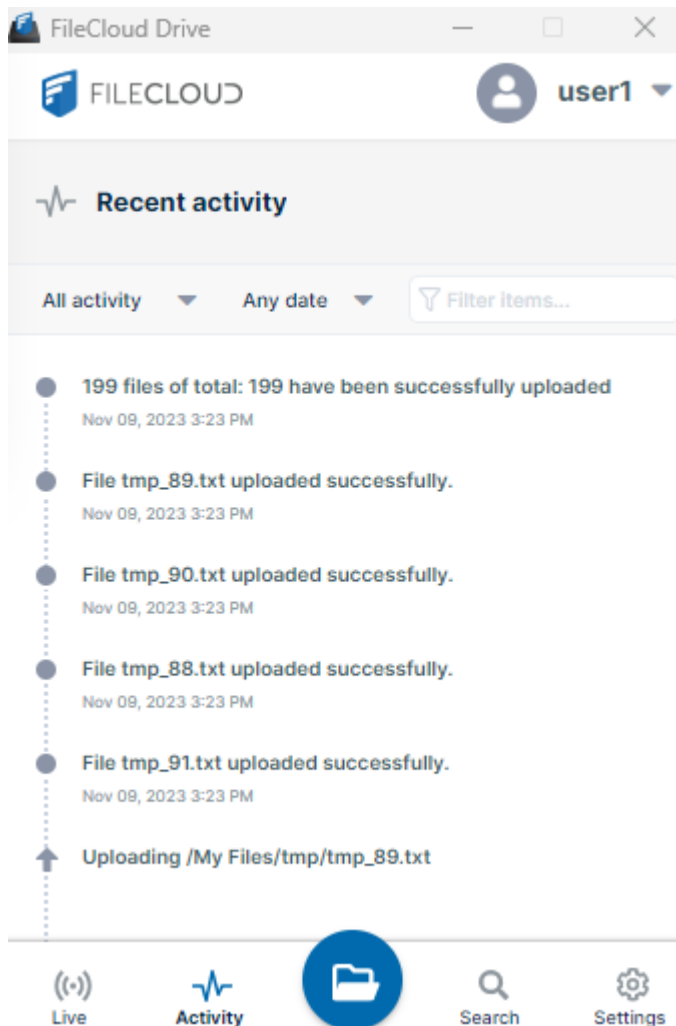 FileCloud Drive
FILECLOUD
user1
Recent activity
All activity
Any date
Filter items...
199 files of total: 199 have been successfully uploaded
Nov 09, 2023 3:23 PM
File tmp_89.txt uploaded successfully.
Nov 09, 2023 3:23 PM
File tmp_90.txt uploaded successfully.
Nov 09, 2023 3:23 PM
File tmp_88.txt uploaded successfully.
Nov 09, 2023 3:23 PM
File tmp_91.txt uploaded successfully.
Nov 09, 2023 3:23 PM
Uploading /My Files/tmp/tmp_89.txt
Live
Activity
Search
Settings